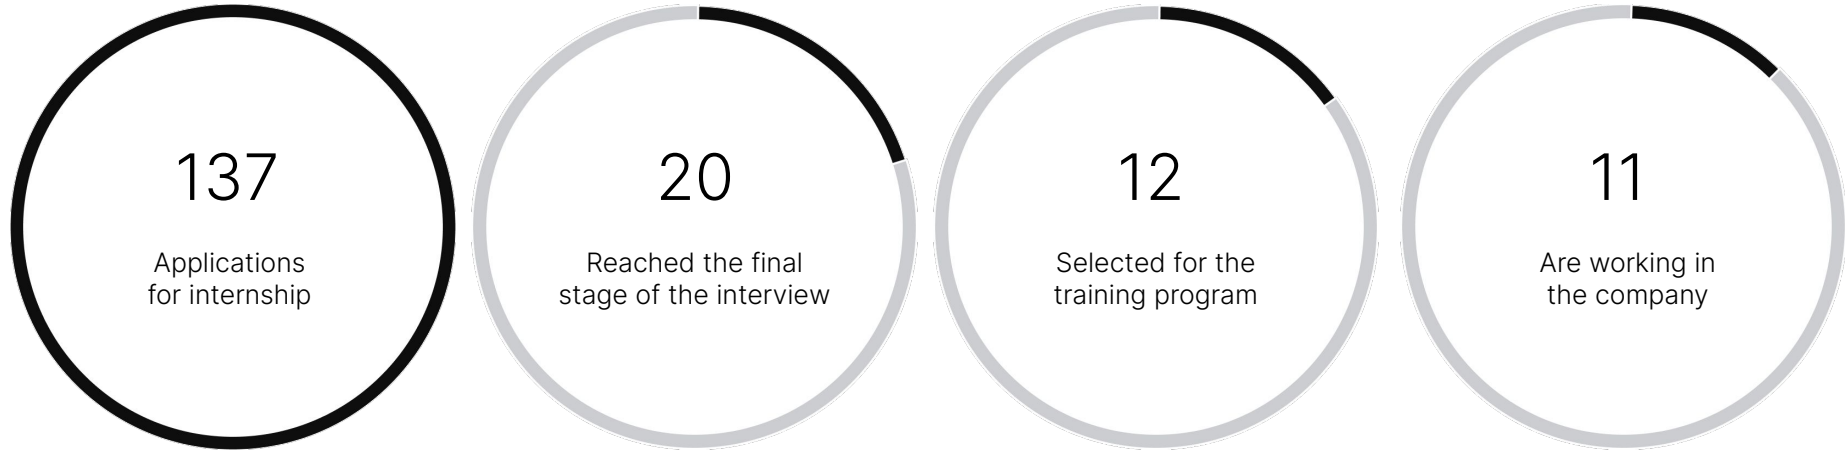 137
Applications
for internship
20
Reached the final
stage of the interview
12
Selected for the
training program
11
Are working in
the company